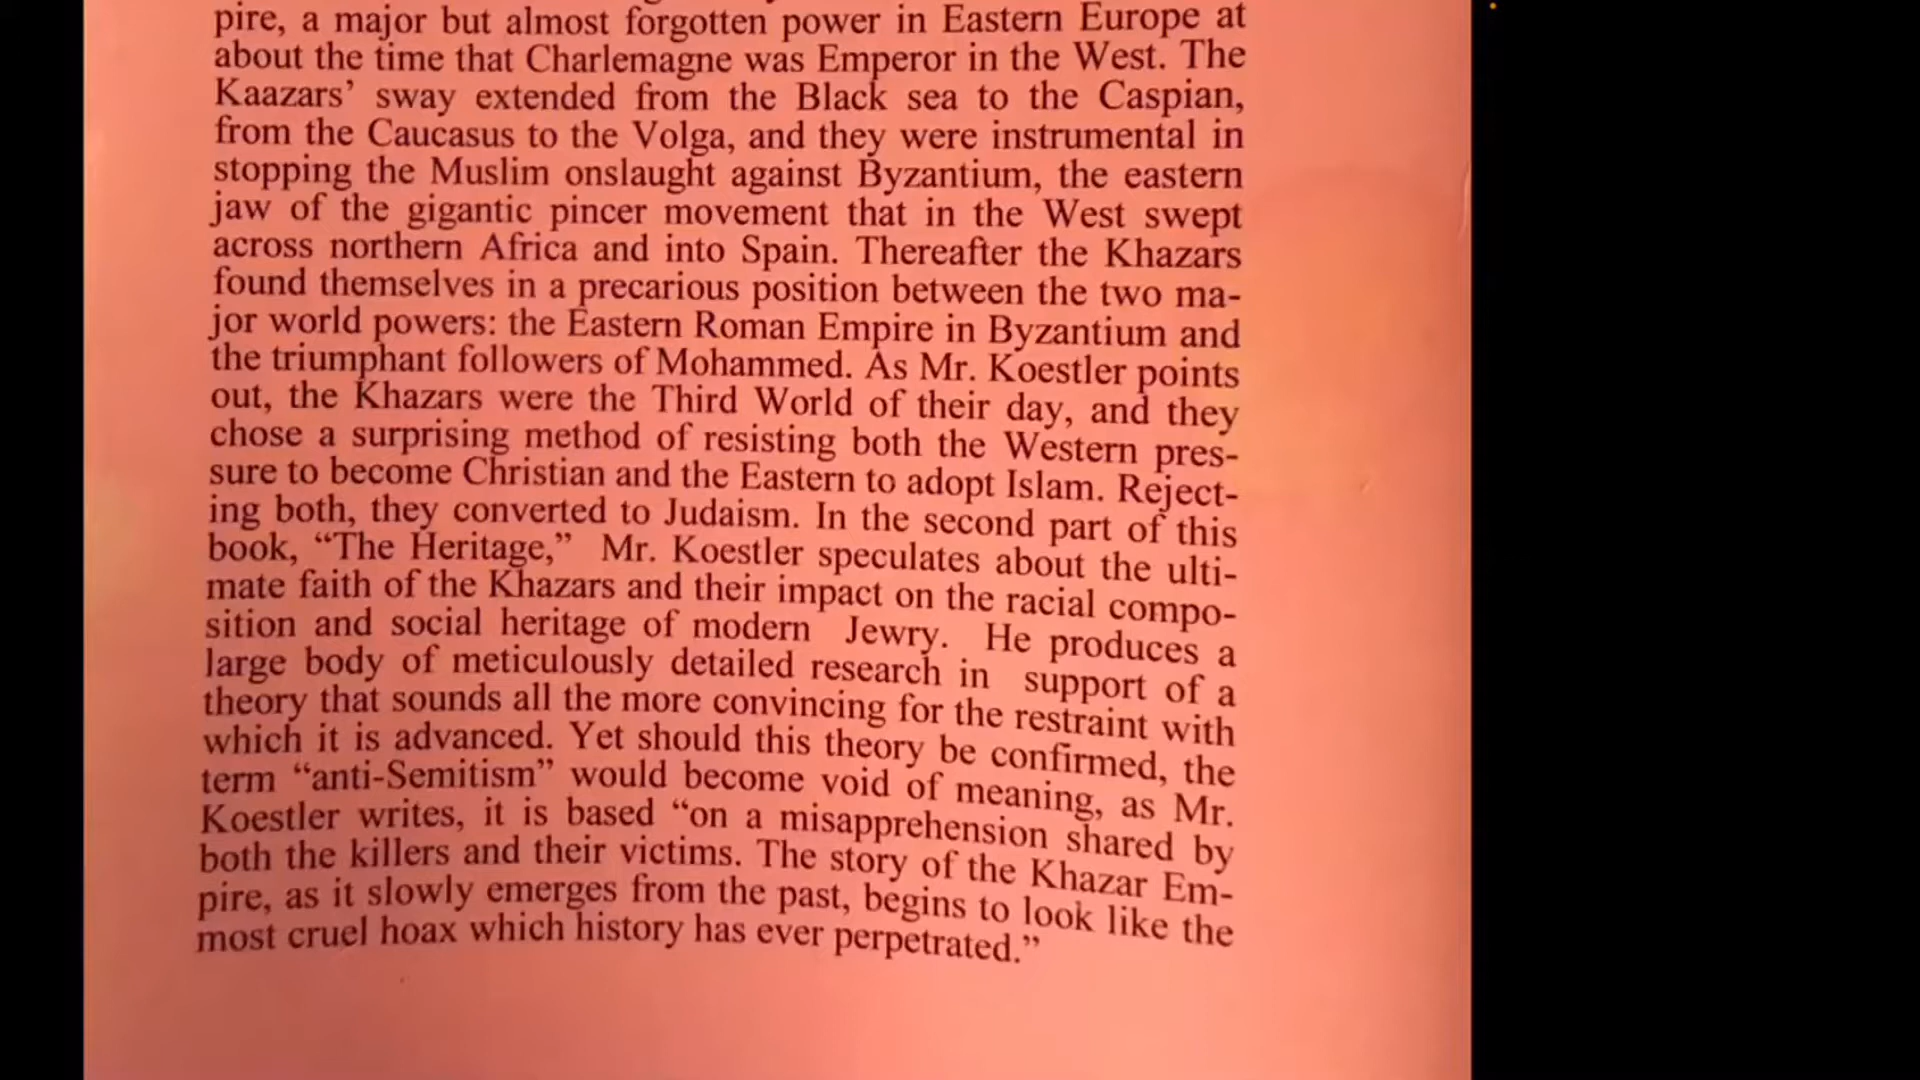 pire, a major but almost forgotten power in Eastern Europe at
about the time that Charlemagne was Emperor in the West. The
Kaazars’ sway extended from the Black sea to the Caspian,
from the Caucasus to the Volga, and they were instrumental in
stopping the Muslim onslaught against Byzantium, the eastern
jaw of the gigantic pincer movement that in the West swept
across northern Africa and into Spain. Thereafter the Khazars
found themselves in a precarious position between the two ma-
jor world powers: the Eastern Roman Empire in Byzantium and
the triumphant followers of Mohammed. As Mr. Koestler points
out, the Khazars were the Third World of their day, and they
chose a surprising method of resisting both the Western pres-
sure to become Christian and the Eastern to adopt Islam. Reject-
ing both, they converted to Judaism. In the second part of this
book, “The Heritage,” Mr. Koestler speculates about the ulti-
mate faith of the Khazars and their impact on the racial compo-
sition and social heritage of modern Jewry. He produces a
large body of meticulously detailed research in support of a
theory that sounds all the more convincing for the restraint with
which it is advanced. Yet should this theory be confirmed, the
term “anti-Semitism” would become void of meaning, as Mr.
Koestler writes, it is based “on a misapprehension shared by
both the killers and their victims. The story of the Khazar Em-
pire, as it slowly emerges from the past, begins to look like the
most cruel hoax which history has ever perpetrated.”